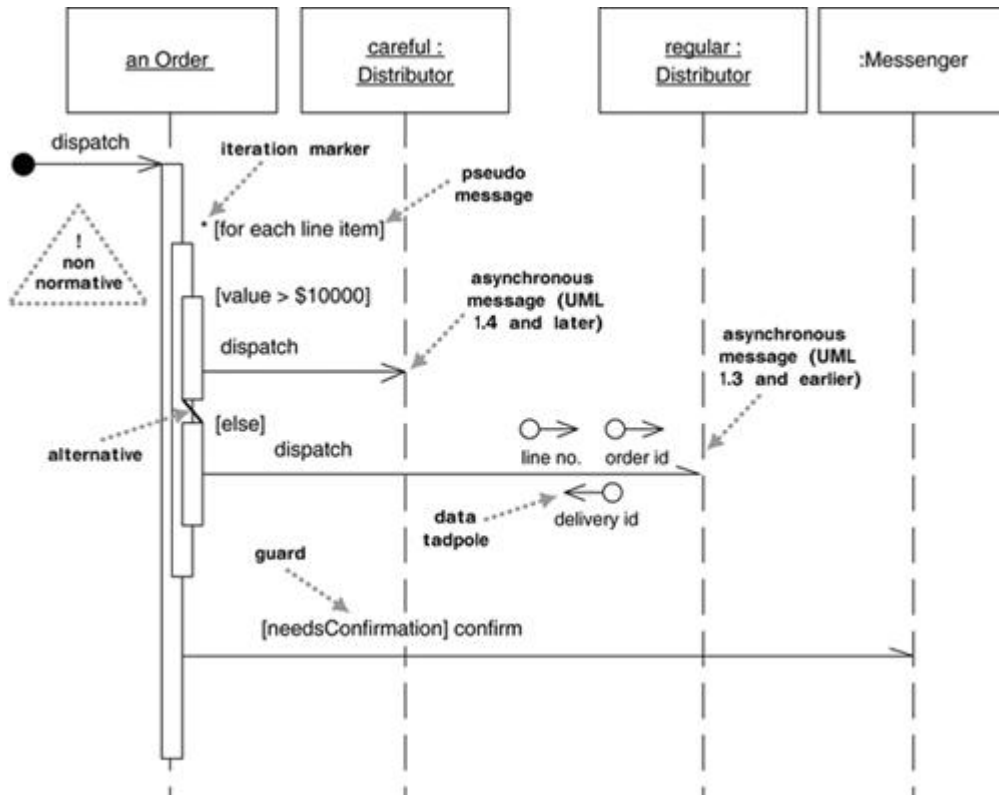 an Order
careful :
Distributor
regular :
Distributor
:Messenger
dispatch
iteration marker
pseudo
message
* [for each line item]
!
non
normative
[value > $10000]
asynchronous
message (UML
1.4 and later)
dispatch
asynchronous
message (UML
1.3 and earlier)
alternative
[else]
dispatch
line no.
order id
data
tadpole
delivery id
guard
[needsConfirmation] confirm